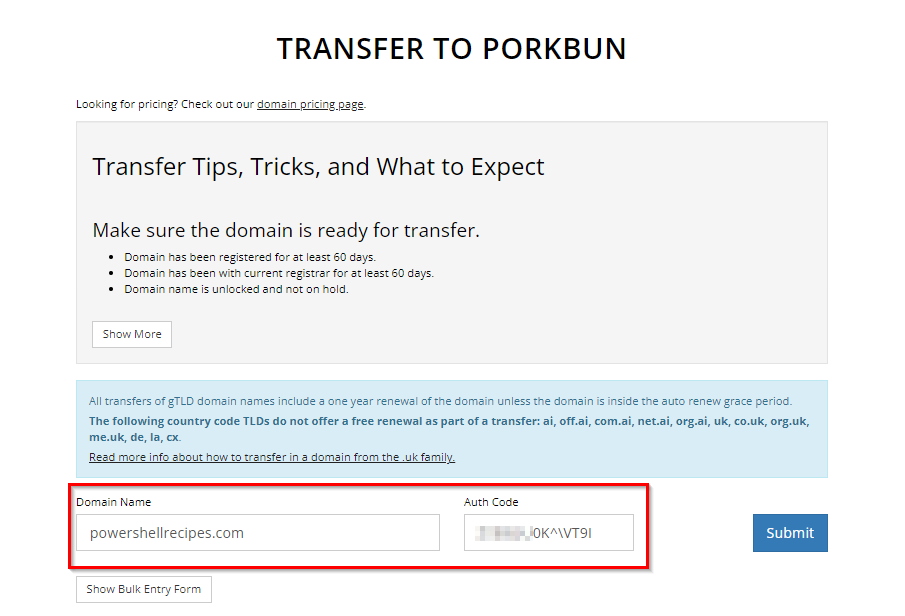 TRANSFER TO PORKBUN
Looking for pricing? Check out our domain pricing page.
Transfer Tips, Tricks, and What to Expect
Make sure the domain is ready for transfer.
Domain has been registered for at least 60 days.
Domain has been with current registrar for at least 60 days.
Domain name is unlocked and not on hold.
Show More
All transfers of gTLD domain names include a one year renewal of the domain unless the domain is inside the auto renew grace period.
The following country code TLDs do not offer a free renewal as part of a transfer: ai, off.ai, com.ai, net.ai, org.ai, uk, co.uk, org.uk,
me.uk, de, la, cx.
Read more info about how to transfer in a domain from the .uk family.
Domain Name
Auth Code
powershellrecipes.com
Submit
Show Bulk Entry Form